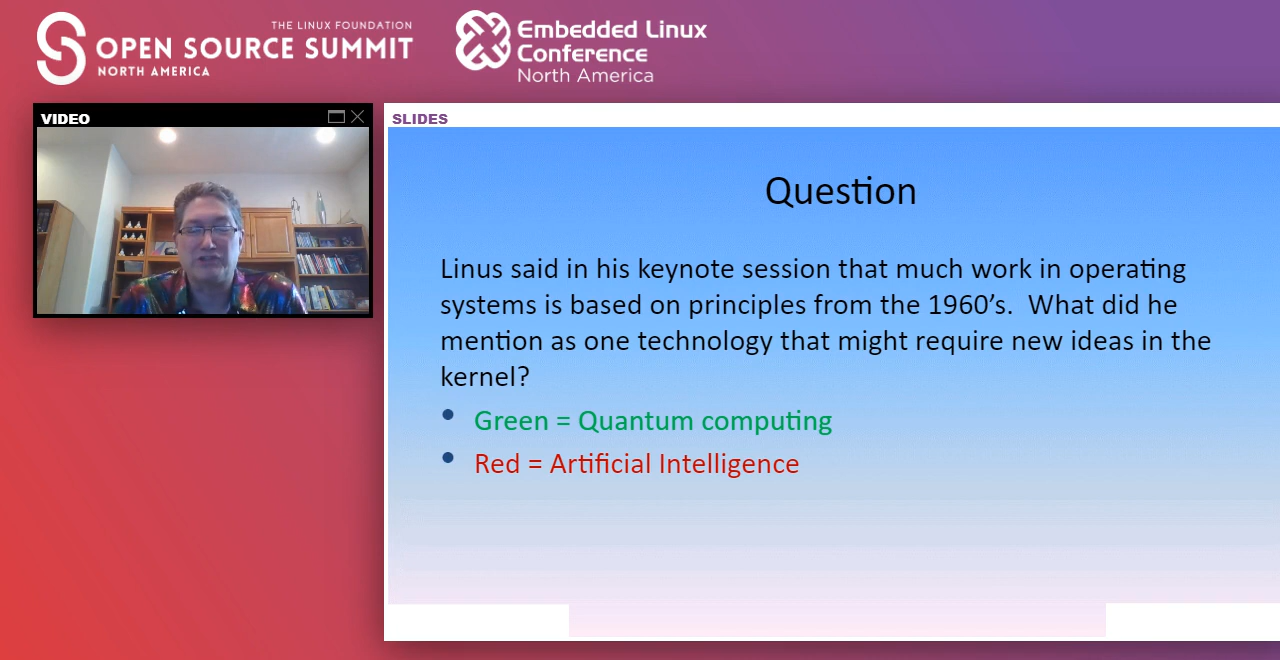 THE LINUX FOUNDATION
OPEN SOURCE SUMMIT
NORTH AMERICA
Embedded Linux
Conference
North America
VIDEO
SLIDES
Question
Linus said in his keynote session that much work in operating
systems is based on principles from the 1960’s.  What did he
mention as one technology that might require new ideas in the
kernel?
• Green = Quantum computing
• Red = Artificial Intelligence